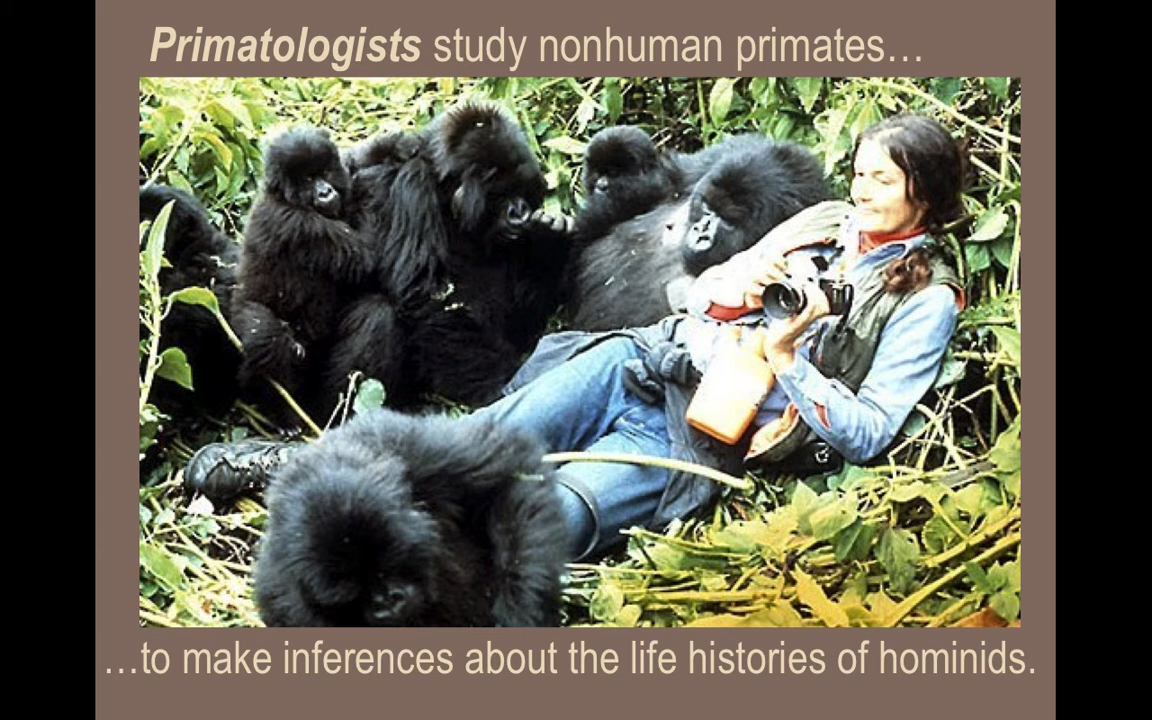 Primatologists study nonhuman primates…
…to make inferences about the life histories of hominids.